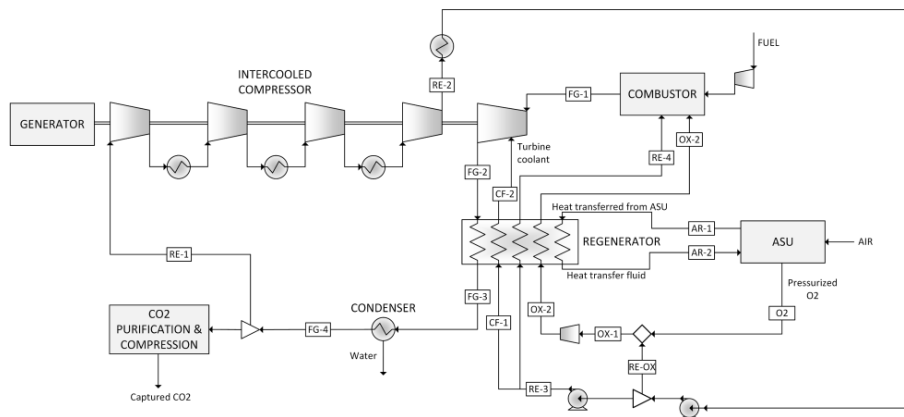 RE-2
FUEL
INTERCOOLED
COMPRESSOR
FG-1
COMBUSTOR
GENERATOR
OX-2
Turbine
coolant
RE-4
FG-2
CF-2
Heat transferred from ASU
AR-1
REGENERATOR
ASU
AIR
RE-1
AR-2
Heat transfer fluid
Pressurized
O2
FG-3
CO2
PURIFICATION &
COMPRESSION
CONDENSER
OX-2
O2
FG-4
CF-1
OX-1
Water
RE-OX
RE-3
Captured CO2